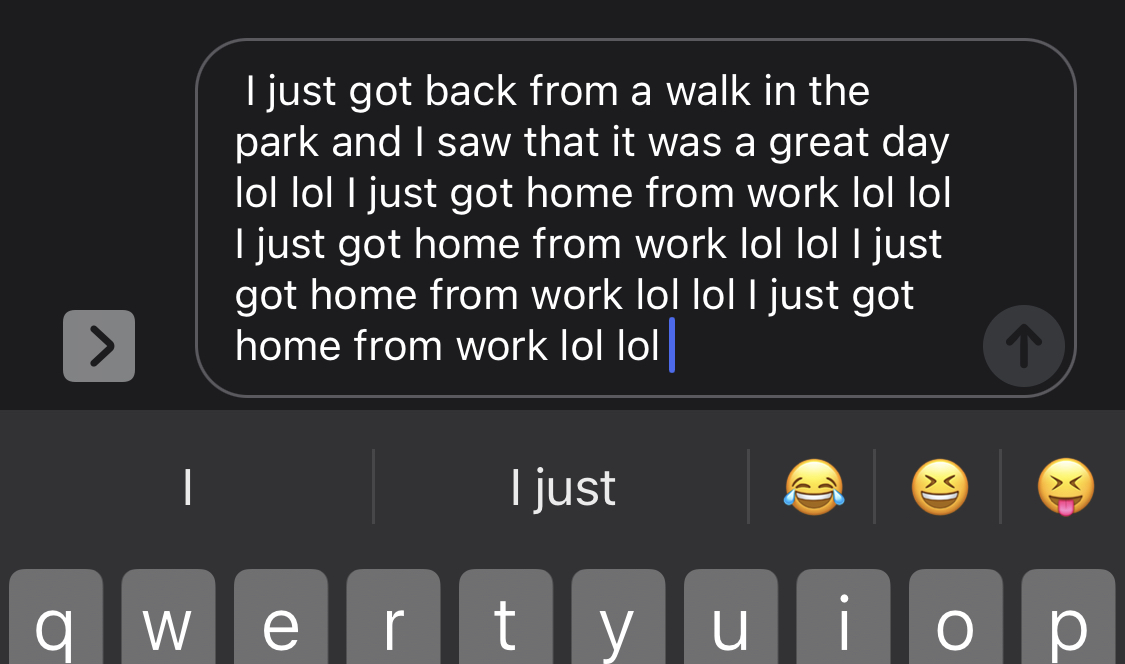 I just got back from a walk in the
park and I saw that it was a great day
lol lol I just got home from work lol lol
I just got home from work lol lol I just
got home from work lol lol I just got
home from work lol lol
I
I just
q w e r t y u i o p